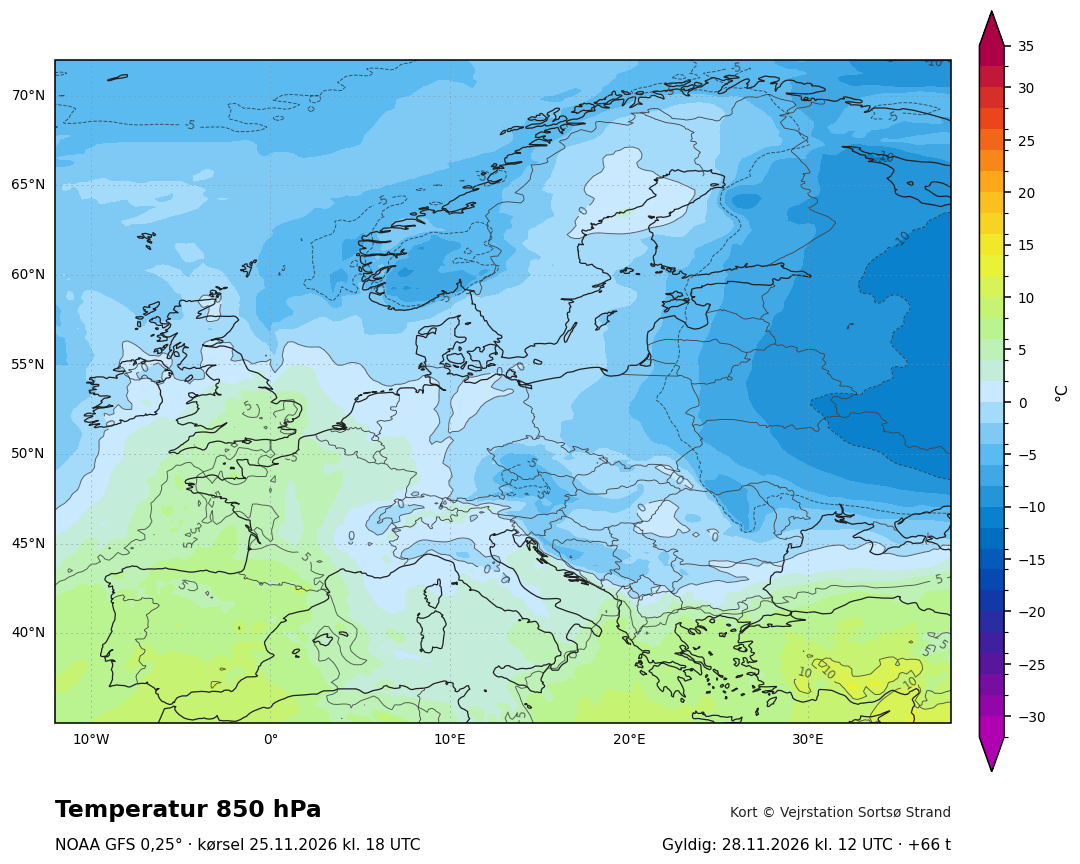 35
30
25
20
15
10
5
0
−5
−10
−15
−20
−25
−30
°C
70°N
65°N
60°N
55°N
50°N
45°N
40°N
10°W
0°
10°E
20°E
30°E
Temperatur 850 hPa
Kort © Vejrstation Sortsø Strand
NOAA GFS 0,25° · kørsel 25.11.2026 kl. 18 UTC
Gyldig: 28.11.2026 kl. 12 UTC · +66 t